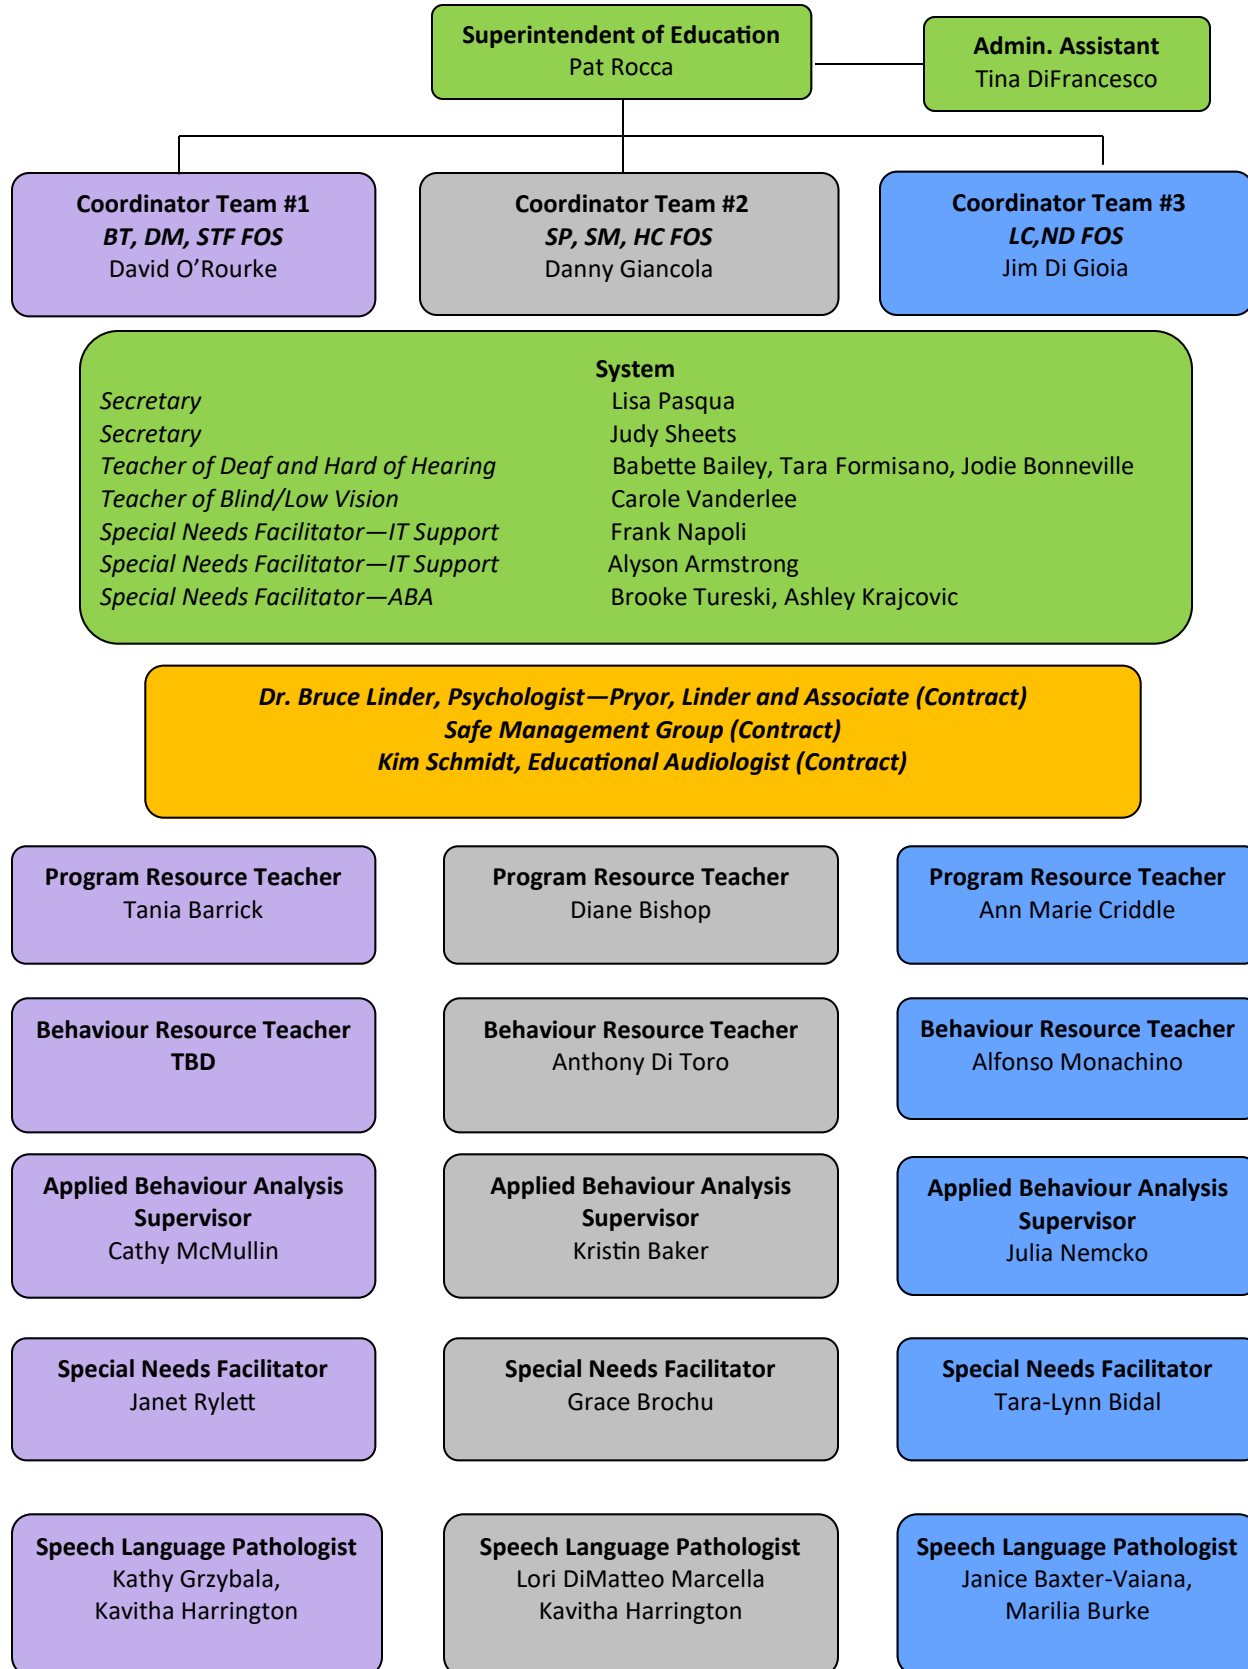 Superintendent of Education
Pat Rocca
Admin. Assistant
Tina DiFrancesco
Coordinator Team #1
BT, DM, STF FOS
David O’Rourke
Coordinator Team #2
SP, SM, HC FOS
Danny Giancola
Coordinator Team #3
LC,ND FOS
Jim Di Gioia
System
Secretary Lisa Pasqua
Secretary Judy Sheets
Teacher of Deaf and Hard of Hearing Babette Bailey, Tara Formisano, Jodie Bonneville
Teacher of Blind/Low Vision Carole Vanderlee
Special Needs Facilitator—IT Support Frank Napoli
Special Needs Facilitator—IT Support Alyson Armstrong
Special Needs Facilitator—ABA Brooke Tureski, Ashley Krajcovic
Dr. Bruce Linder, Psychologist—Pryor, Linder and Associate (Contract)
Safe Management Group (Contract)
Kim Schmidt, Educational Audiologist (Contract)
Program Resource Teacher
Tania Barrick
Program Resource Teacher
Diane Bishop
Program Resource Teacher
Ann Marie Criddle
Behaviour Resource Teacher
TBD
Behaviour Resource Teacher
Anthony Di Toro
Behaviour Resource Teacher
Alfonso Monachino
Applied Behaviour Analysis
Supervisor
Cathy McMullin
Applied Behaviour Analysis
Supervisor
Kristin Baker
Applied Behaviour Analysis
Supervisor
Julia Nemcko
Special Needs Facilitator
Janet Rylett
Special Needs Facilitator
Grace Brochu
Special Needs Facilitator
Tara-Lynn Bidal
Speech Language Pathologist
Kathy Grzybala,
Kavitha Harrington
Speech Language Pathologist
Lori DiMatteo Marcella
Kavitha Harrington
Speech Language Pathologist
Janice Baxter-Vaiana,
Marilia Burke